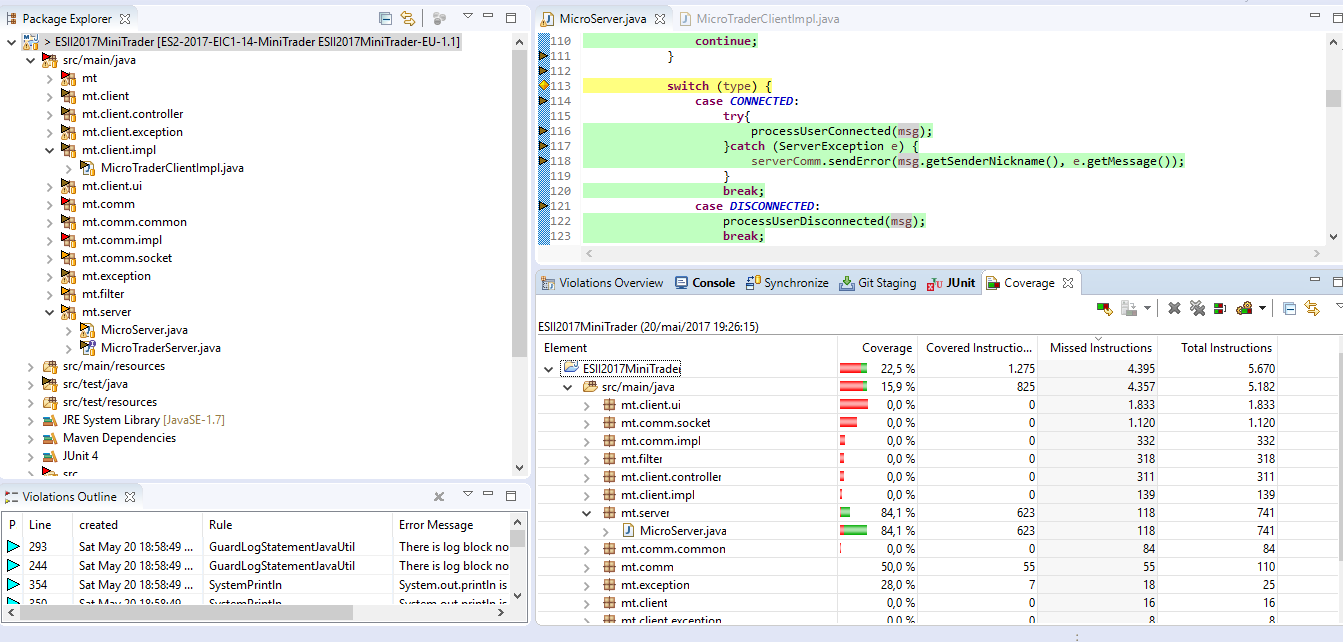 Package Explorer
> ESII2017MiniTrader [ES2-2017-EIC1-14-MiniTrader ESII2017MiniTrader-EU-1.1]
src/main/java
mt
mt.client
mt.client.controller
mt.client.exception
mt.client.impl
MicroTraderClientImpl.java
mt.client.ui
mt.comm
mt.comm.common
mt.comm.impl
mt.comm.socket
mt.exception
mt.filter
mt.server
MicroServer.java
MicroTraderServer.java
src/main/resources
src/test/java
src/test/resources
JRE System Library [JavaSE-1.7]
Maven Dependencies
JUnit 4
src
Violations Outline
P Line created Rule Error Message
293 Sat May 20 18:58:49 ... GuardLogStatementJavaUtil There is log block no
244 Sat May 20 18:58:49 ... GuardLogStatementJavaUtil There is log block no
354 Sat May 20 18:58:49 ... SystemPrintln System.out.println is
350 Sat May 20 18:58:49 ... SystemPrintln System.out.println is
MicroServer.java MicroTraderClientImpl.java
110 continue;
111 }
112
113 switch (type) {
114 case CONNECTED:
115 try{
116 processUserConnected(msg);
117 }catch (ServerException e) {
118 serverComm.sendError(msg.getSenderNickname(), e.getMessage());
119 }
120 break;
121 case DISCONNECTED:
122 processUserDisconnected(msg);
123 break;
Violations Overview Console Synchronize Git Staging JUnit Coverage
ESII2017MiniTrader (20/mai/2017 19:26:15)
Element Coverage Covered Instructio... Missed Instructions Total Instructions
ESII2017MiniTrader 22,5 % 1.275 4.395 5.670
src/main/java 15,9 % 825 4.357 5.182
mt.client.ui 0,0 % 0 1.833 1.833
mt.comm.socket 0,0 % 0 1.120 1.120
mt.comm.impl 0,0 % 0 332 332
mt.filter 0,0 % 0 318 318
mt.client.controller 0,0 % 0 311 311
mt.client.impl 0,0 % 0 139 139
mt.server 84,1 % 623 118 741
MicroServer.java 84,1 % 623 118 741
mt.comm.common 0,0 % 0 84 84
mt.comm 50,0 % 55 55 110
mt.exception 28,0 % 7 18 25
mt.client 0,0 % 0 16 16
mt.client.exception 0,0 % 0 8 8